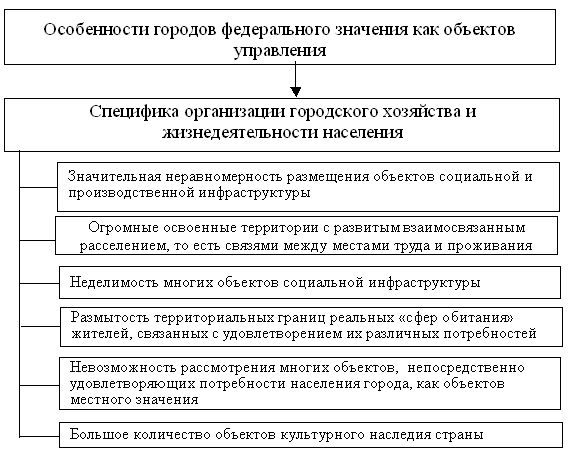 Особенности городов федерального значения как объектов
управления
Специфика организации городского хозяйства и
жизнедеятельности населения
Значительная неравномерность размещения объектов социальной и
производственной инфраструктуры
Огромные освоенные территории с развитым взаимосвязанным
расселением, то есть связями между местами труда и проживания
Неделимость многих объектов социальной инфраструктуры
Размытость территориальных границ реальных «сфер обитания»
жителей, связанных с удовлетворением их различных потребностей
Невозможность рассмотрения многих объектов, непосредственно
удовлетворяющих потребности населения города, как объектов
местного значения
Большое количество объектов культурного наследия страны